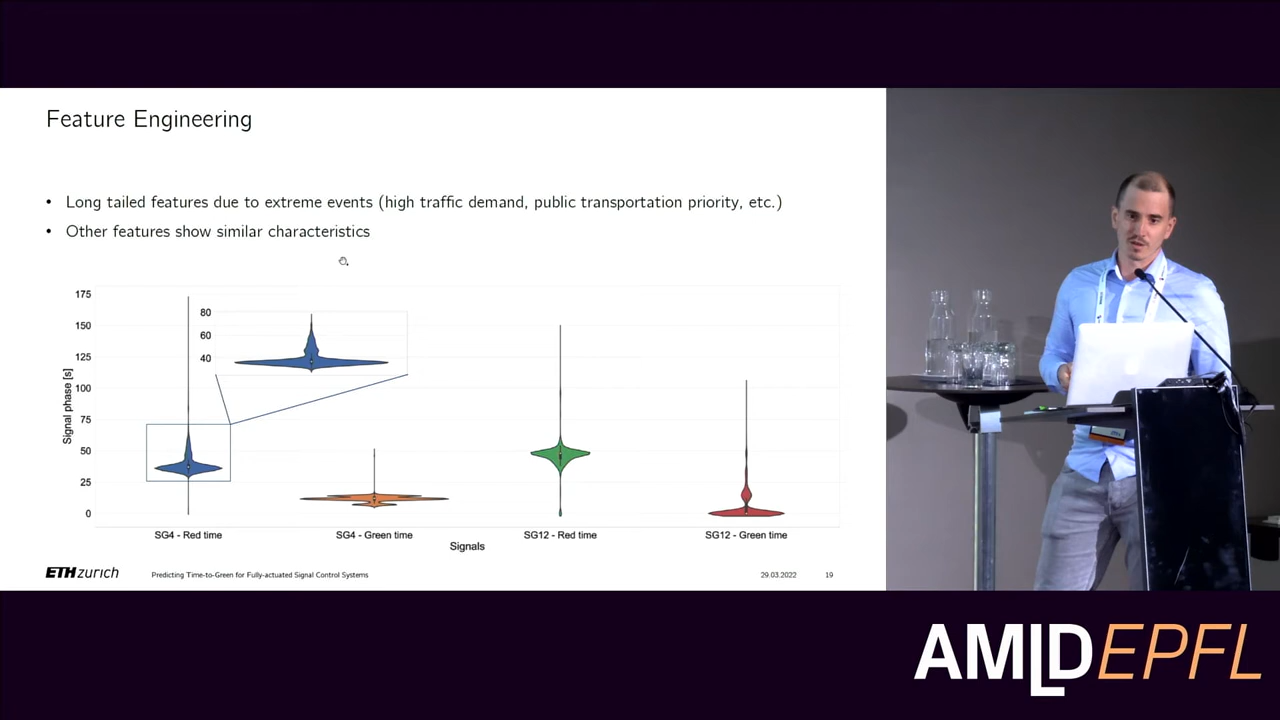 Feature Engineering
• Long tailed features due to extreme events (high traffic demand, public transportation priority, etc.)
• Other features show similar characteristics
175
150
125
100
75
50
25
0
Signal phase [s]
80
60
40
SG4 - Red time
SG4 - Green time
SG12 - Red time
SG12 - Green time
Signals
ETH zürich
Predicting Time-to-Green for Fully-actuated Signal Control Systems
29.03.2022
19
AMLD EPFL